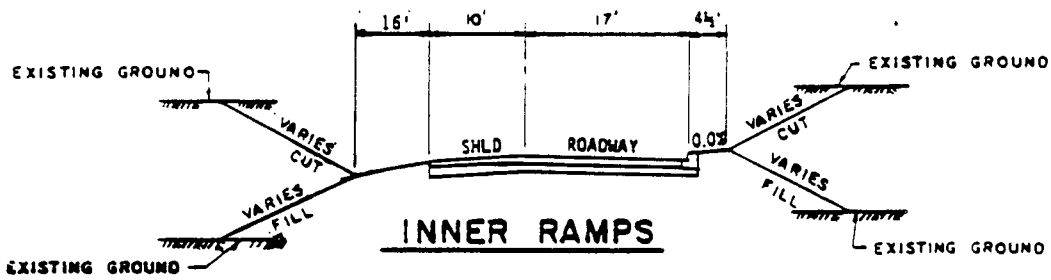 16' 10' 17' 4½'
EXISTING GROUND EXISTING GROUND
VARIES CUT SHLD ROADWAY 0.0% VARIES CUT
VARIES FILL VARIES FILL
INNER RAMPS
EXISTING GROUND EXISTING GROUND